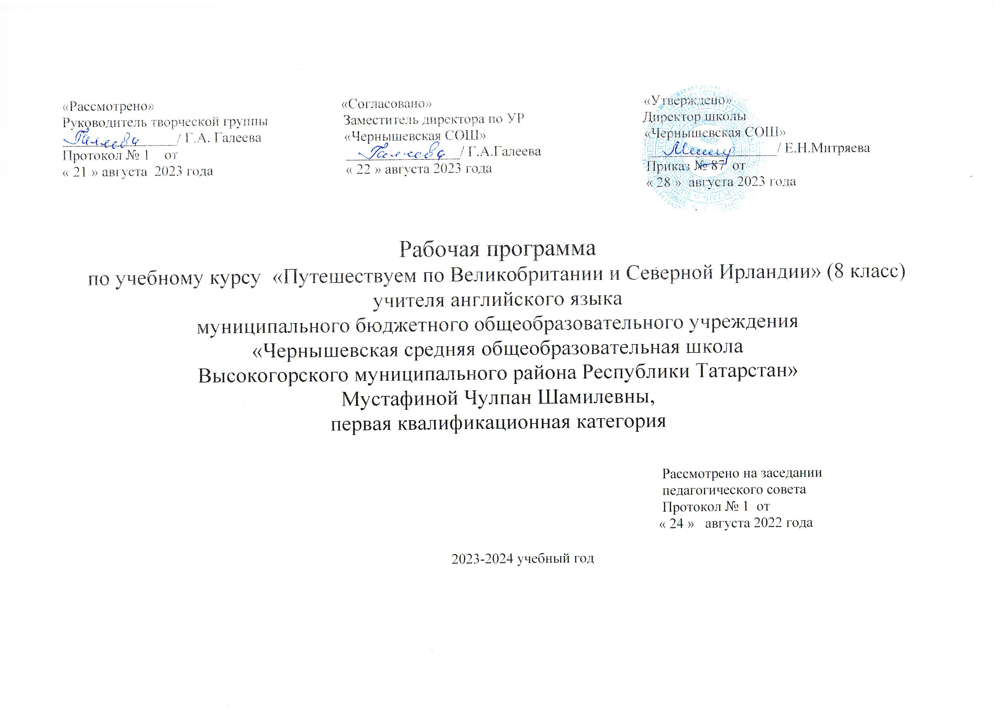 «Рассмотрено»
Руководитель творческой группы
Галеева / Г.А. Галеева
Протокол № 1 от
« 21 » августа 2023 года
«Согласовано»
Заместитель директора по УР
«Чернышевская СОШ»
Галеева / Г.А.Галеева
« 22 » августа 2023 года
«Утверждено»
Директор школы
«Чернышевская СОШ»
/ Е.Н.Митряева
Приказ № 87 от
« 28 » августа 2023 года
МБОУ
Рабочая программа
по учебному курсу «Путешествуем по Великобритании и Северной Ирландии» (8 класс)
учителя английского языка
муниципального бюджетного общеобразовательного учреждения
«Чернышевская средняя общеобразовательная школа
Высокогорского муниципального района Республики Татарстан»
Мустафиной Чулпан Шамилевны,
первая квалификационная категория
Рассмотрено на заседании
педагогического совета
Протокол № 1 от
« 24 » августа 2022 года
2023-2024 учебный год